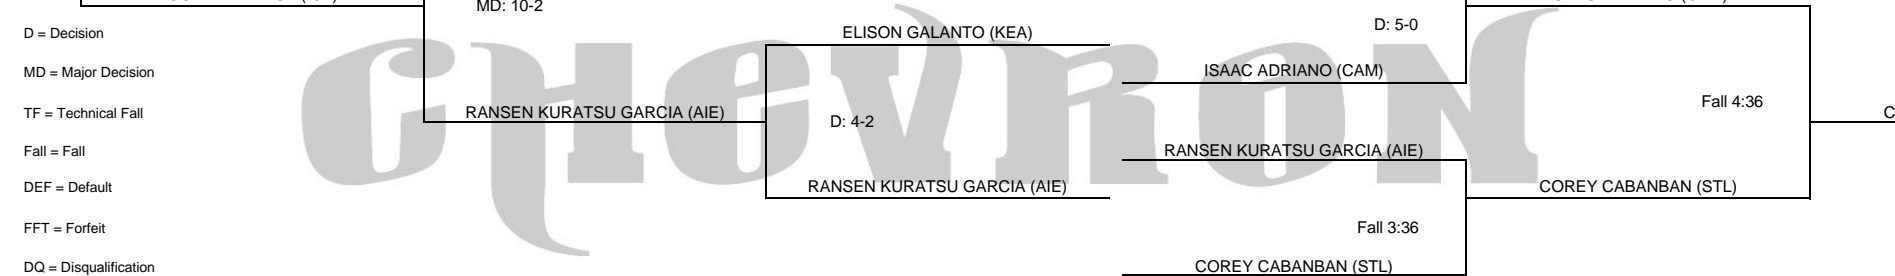 MD: 10-2
D = Decision
ELISON GALANTO (KEA)
D: 5-0
MD = Major Decision
ISAAC ADRIANO (CAM)
Fall 4:36
TF = Technical Fall
RANSEN KURATSU GARCIA (AIE)
D: 4-2
C
Fall = Fall
RANSEN KURATSU GARCIA (AIE)
DEF = Default
RANSEN KURATSU GARCIA (AIE)
COREY CABANBAN (STL)
FFT = Forfeit
Fall 3:36
DQ = Disqualification
COREY CABANBAN (STL)
CHEVRON